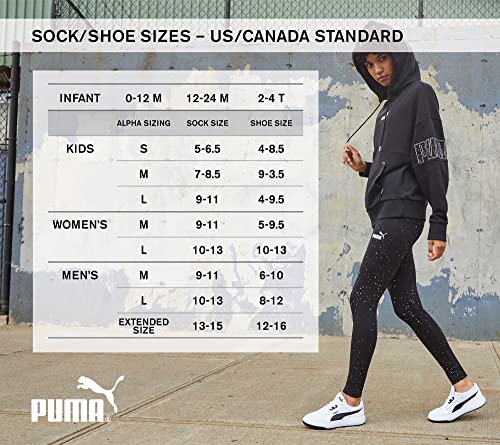 SOCK/SHOE SIZES – US/CANADA STANDARD
INFANT 0-12 M 12-24 M 2-4 T
ALPHA SIZING SOCK SIZE SHOE SIZE
KIDS S 5-6.5 4-8.5
M 7-8.5 9-3.5
L 9-11 4-9.5
WOMEN'S M 9-11 5-9.5
L 10-13 10-13
MEN'S M 9-11 6-10
L 10-13 8-12
EXTENDED SIZE 13-15 12-16
PUMA
PUMA
PUMA